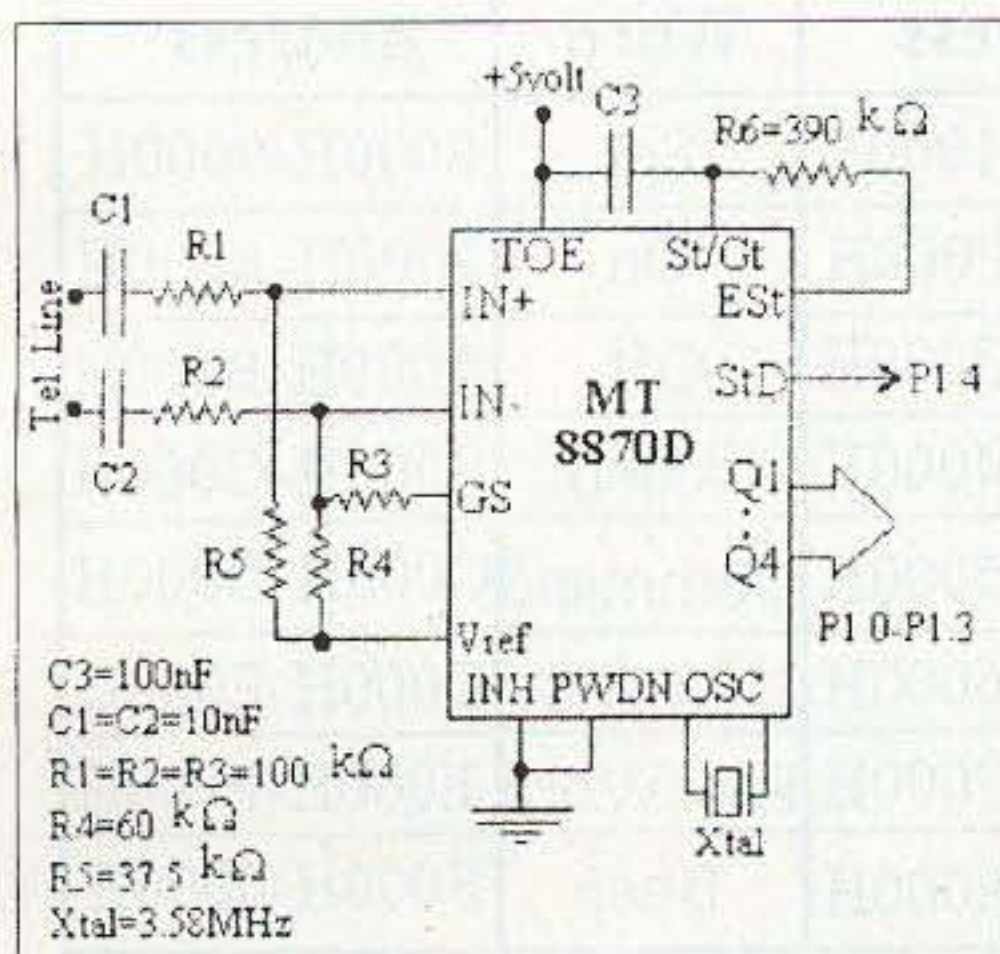 +5volt
C3
R6=390 kΩ
C1
R1
TOE
St/Gt
IN+
ESt
Tel Line
R2
IN-
StD
P1.4
MT
8870D
C2
R3
GS
Q1
R5
R4
Q4
Vref
P1.0-P1.3
C3=100nF
INH PWDN OSC
C1=C2=10nF
R1=R2=R3=100 kΩ
R4=60 kΩ
Xtal
R5=37.5 kΩ
Xtal=3.58MHz